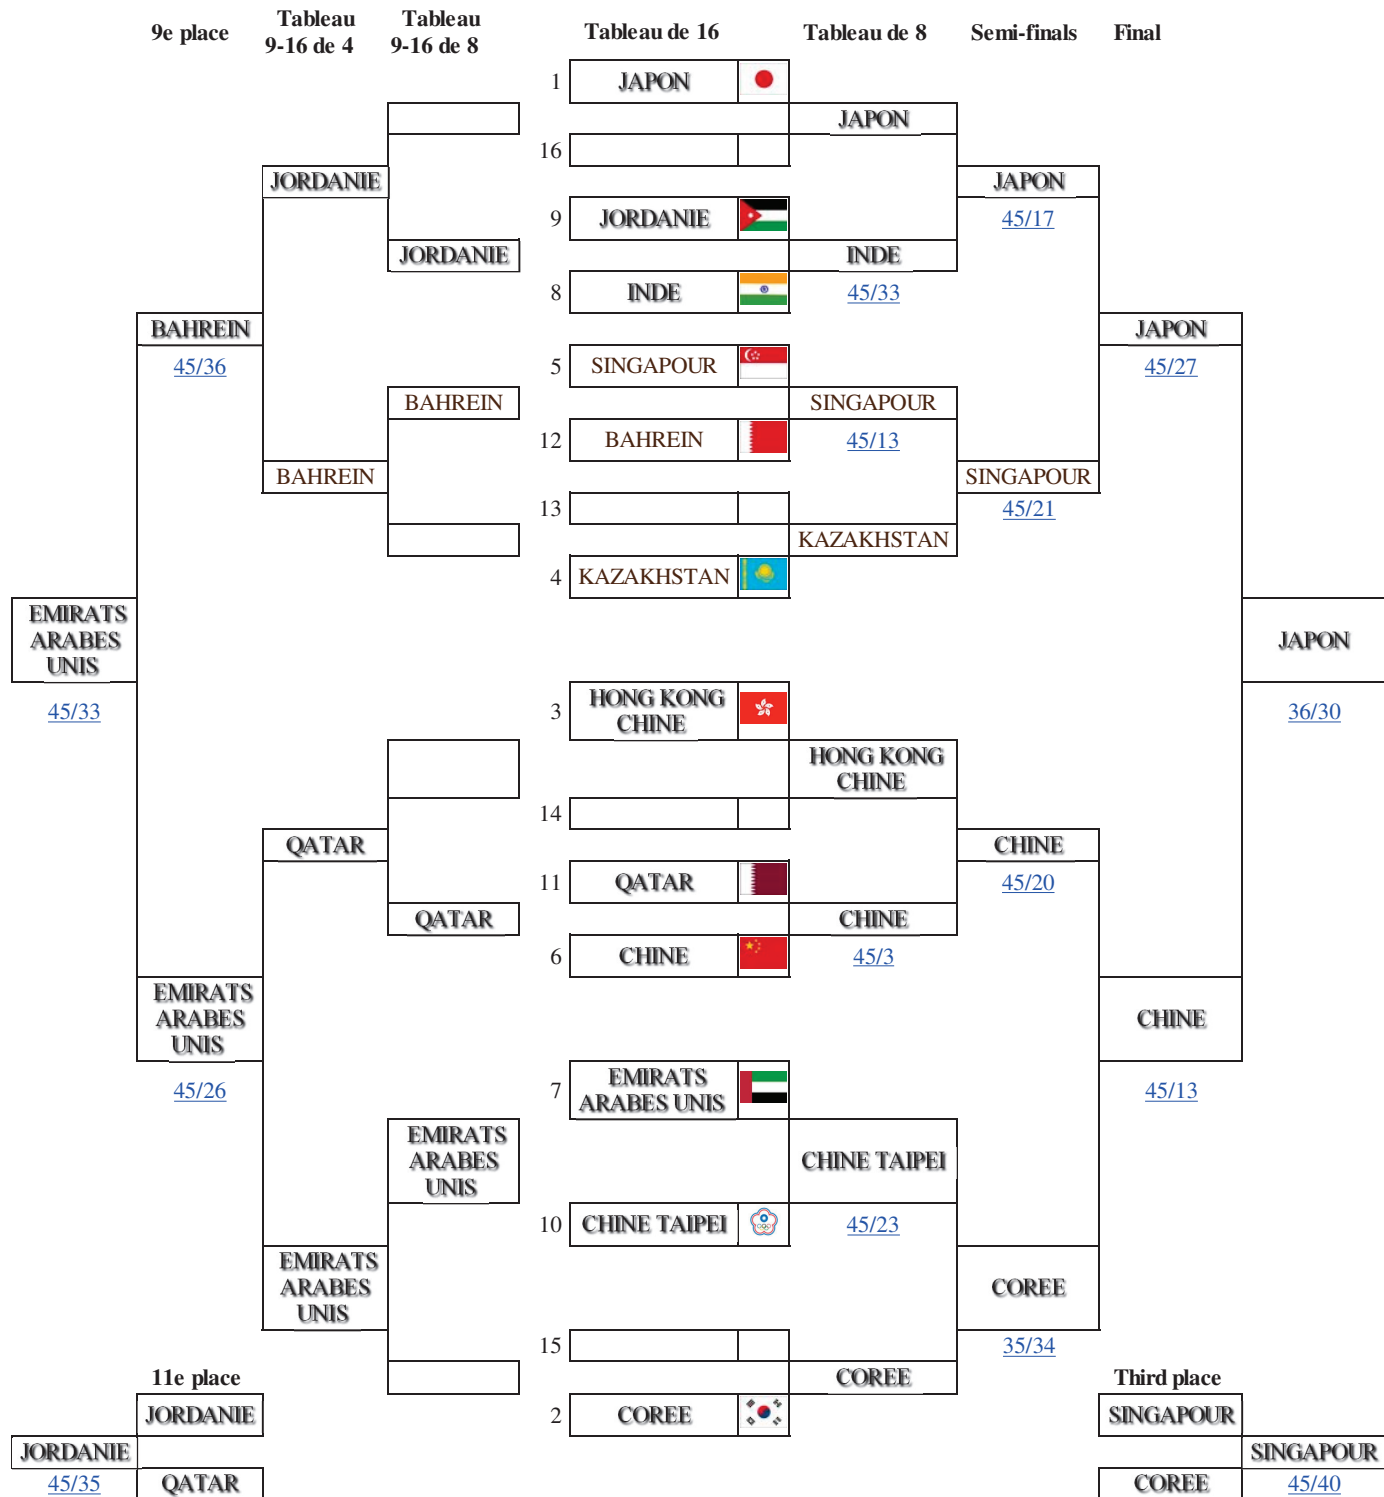 9e place
Tableau
9-16 de 4
Tableau
9-16 de 8
Tableau de 16
Tableau de 8
Semi-finals
Final
1
JAPON
JAPON
16
JORDANIE
JAPON
9
JORDANIE
45/17
JORDANIE
INDE
8
INDE
45/33
BAHREIN
JAPON
45/36
5
SINGAPOUR
45/27
BAHREIN
SINGAPOUR
12
BAHREIN
45/13
BAHREIN
SINGAPOUR
13
45/21
KAZAKHSTAN
4
KAZAKHSTAN
EMIRATS
ARABES
UNIS
JAPON
45/33
3
HONG KONG
CHINE
36/30
HONG KONG
CHINE
14
QATAR
CHINE
11
QATAR
45/20
QATAR
CHINE
6
CHINE
45/3
EMIRATS
ARABES
UNIS
CHINE
45/26
7
EMIRATS
ARABES UNIS
45/13
EMIRATS
ARABES
UNIS
CHINE TAIPEI
10
CHINE TAIPEI
45/23
EMIRATS
ARABES
UNIS
COREE
15
35/34
11e place
COREE
Third place
JORDANIE
2
COREE
SINGAPOUR
JORDANIE
SINGAPOUR
45/35
QATAR
COREE
45/40